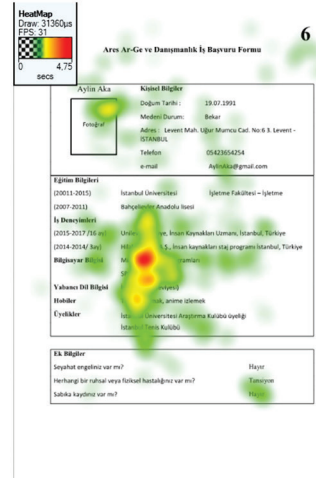 HeatMap
Draw: 31360µs
FPS: 31
0 4,75
secs
6
Ares Ar-Ge ve Danışmanlık İş Başvuru Formu
Aylin Aka
Fotoğraf
Kişisel Bilgiler
Doğum Tarihi : 19.07.1991
Medeni Durum: Bekar
Adres : Levent Mah. Uğur Mumcu Cad. No:6 3. Levent -
İSTANBUL
Telefon 05423654254
e-mail AylinAka@gmail.com
Eğitim Bilgileri
(20011-2015) İstanbul Üniversitesi İşletme Fakültesi – İşletme
(2007-2011) Bahçelievler Anadolu lisesi
İş Deneyimleri
(2015-2017 /16 ay) İnsan Kaynakları Uzmanı, İstanbul, Türkiye
(2014-2014/ 3ay) İnsan kaynakları staj programı İstanbul, Türkiye
Bilgisayar Bilgisi
Yabancı Dil Bilgisi
Hobiler anime izlemek
Üyelikler İstanbul Üniversitesi Araştırma Kulübü üyeliği
İstanbul Tenis Kulübü
Ek Bilgiler
Seyahat engeliniz var mı? Hayır
Herhangi bir ruhsal veya fiziksel hastalığınız var mı? Tansiyon
Sabıka kaydınız var mı? Hayır